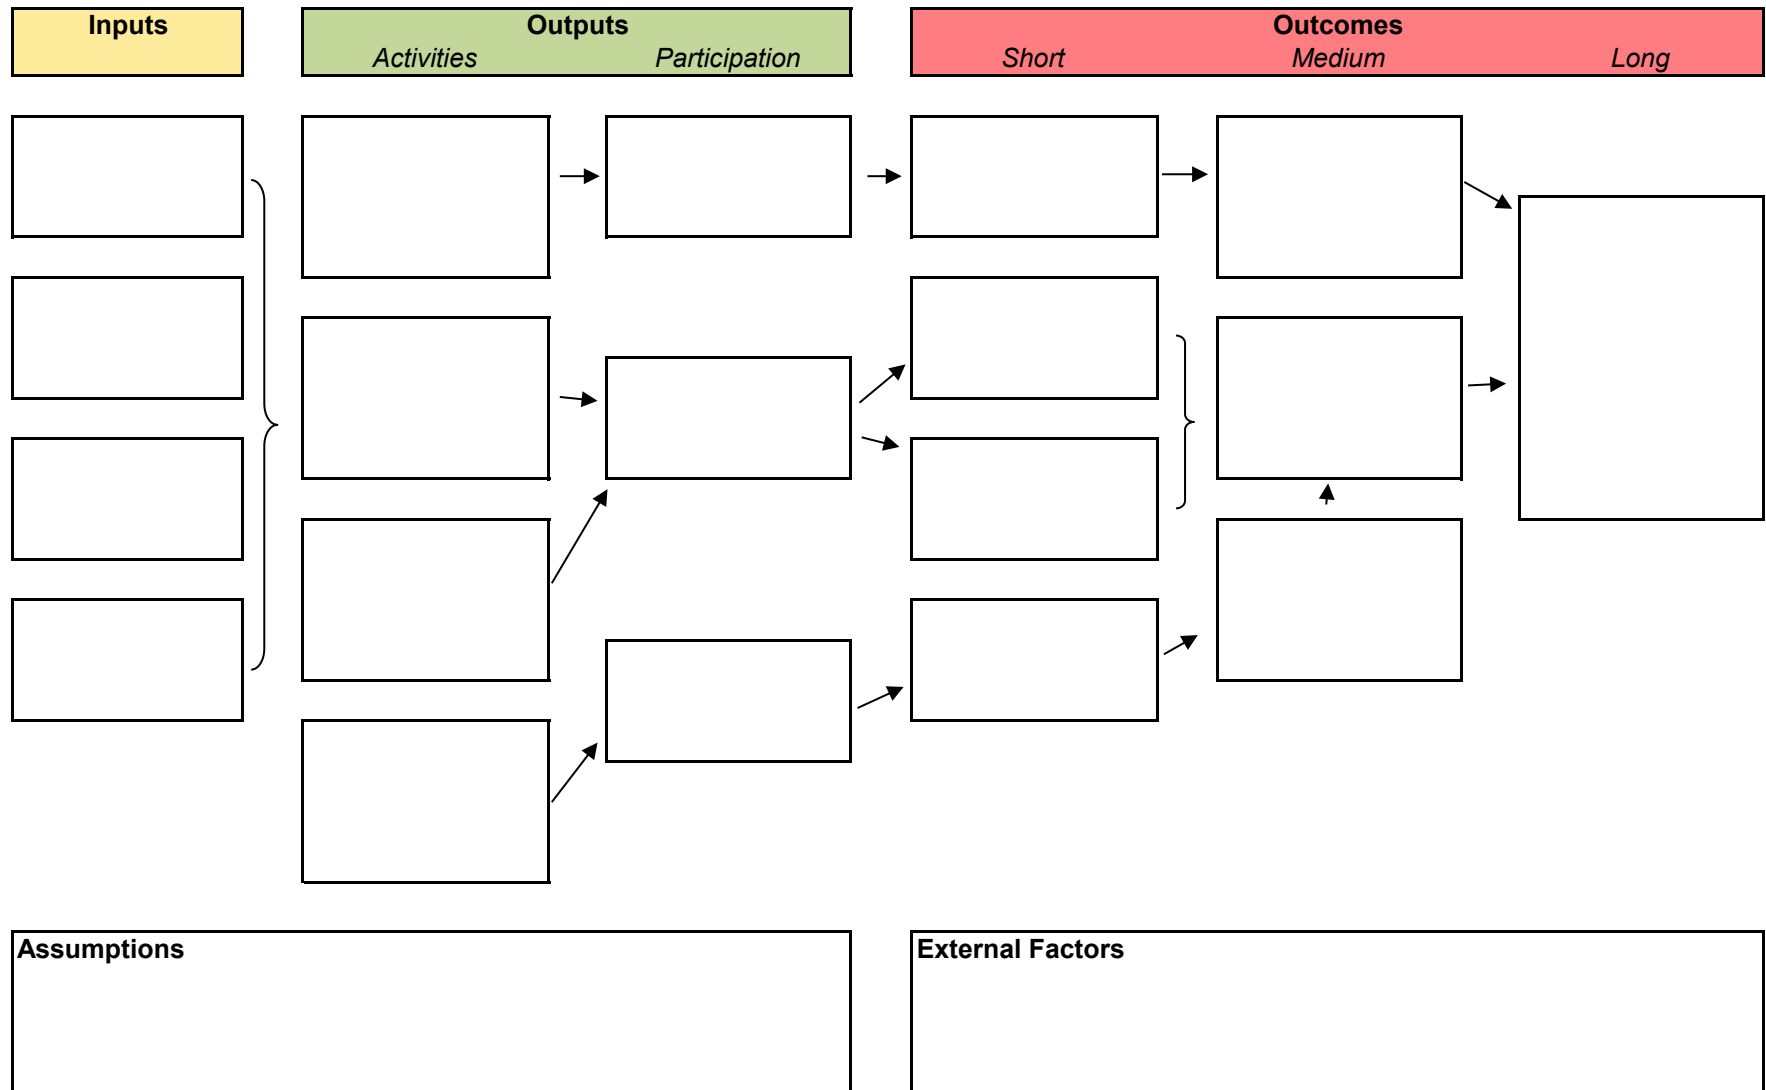 Inputs
Outputs
Activities Participation
Outcomes
Short Medium Long
Assumptions
External Factors